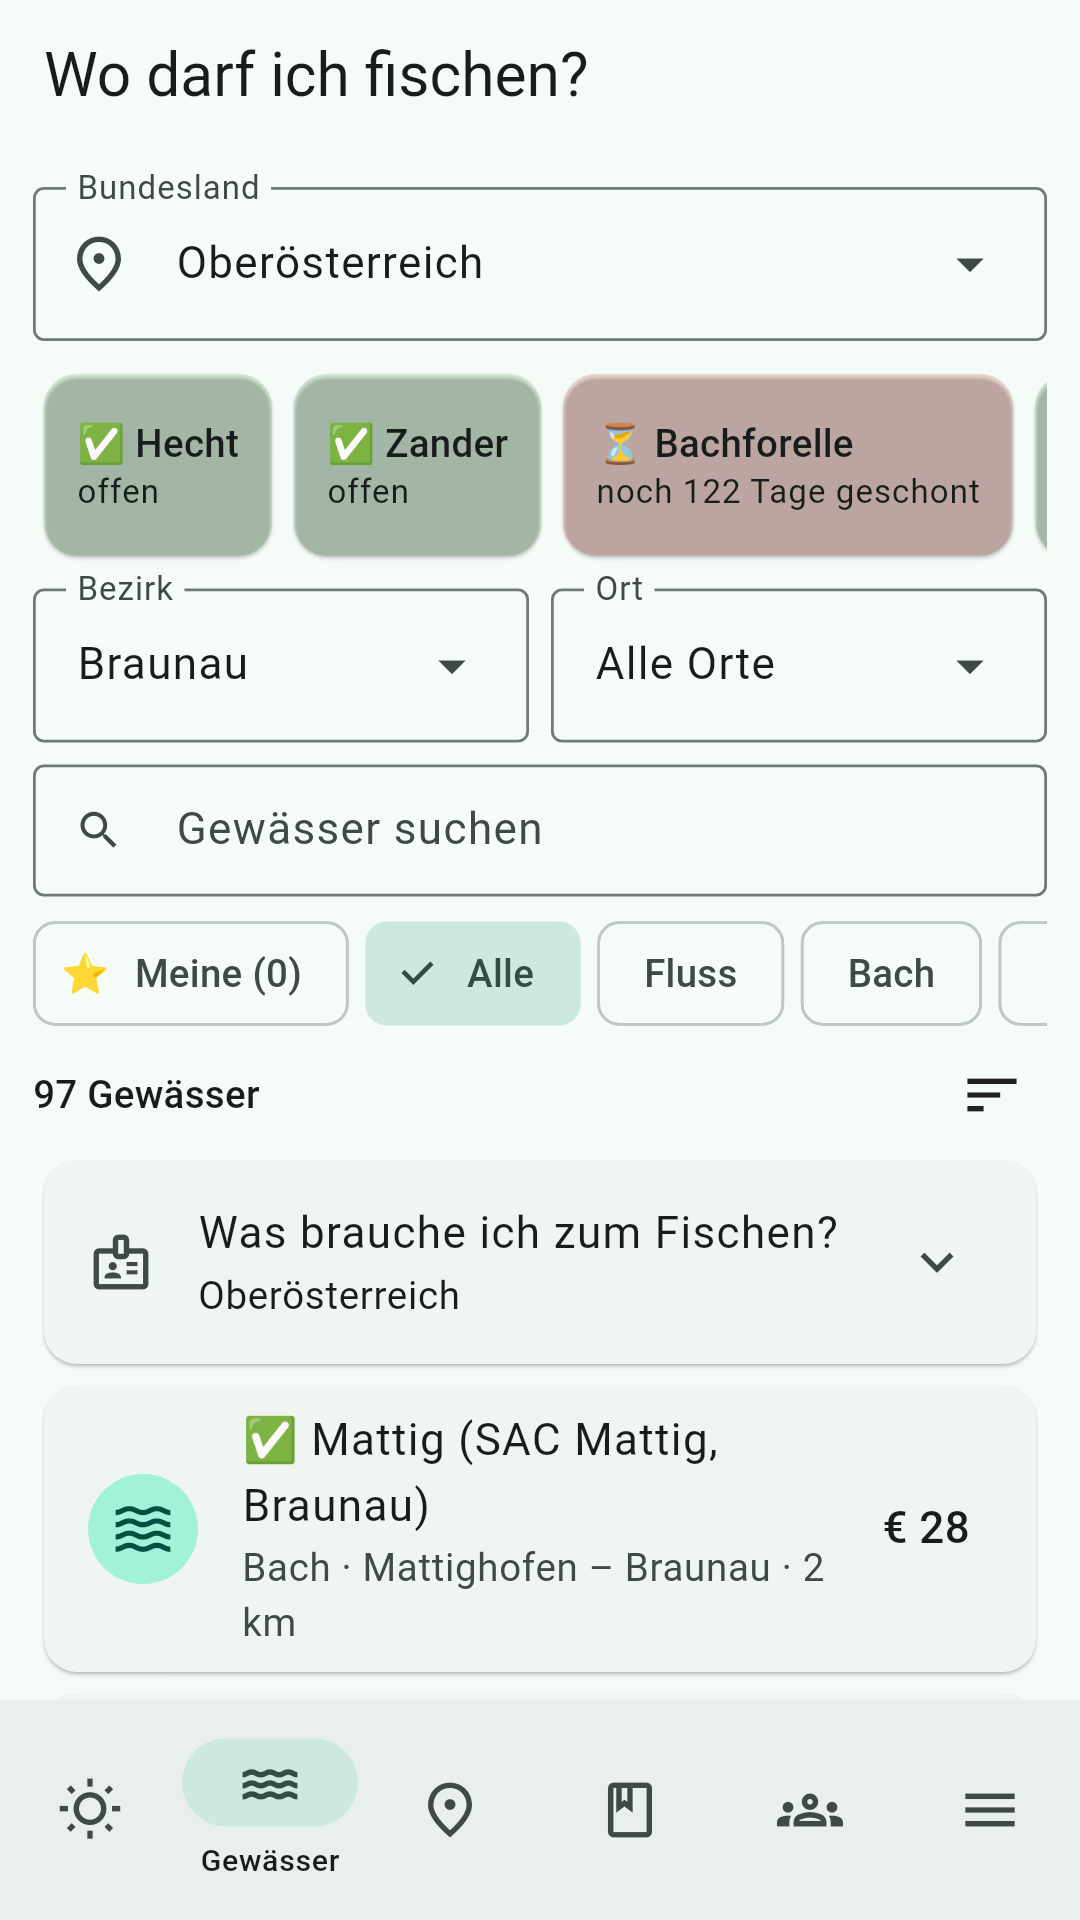 Wo darf ich fischen?
Bundesland
Oberösterreich
✅ Hecht
offen
✅ Zander
offen
⏳ Bachforelle
noch 122 Tage geschont
Bezirk
Braunau
Ort
Alle Orte
Gewässer suchen
⭐ Meine (0)
Alle
Fluss
Bach
97 Gewässer
Was brauche ich zum Fischen?
Oberösterreich
✅ Mattig (SAC Mattig,
Braunau)
€ 28
Bach · Mattighofen – Braunau · 2
km
Gewässer